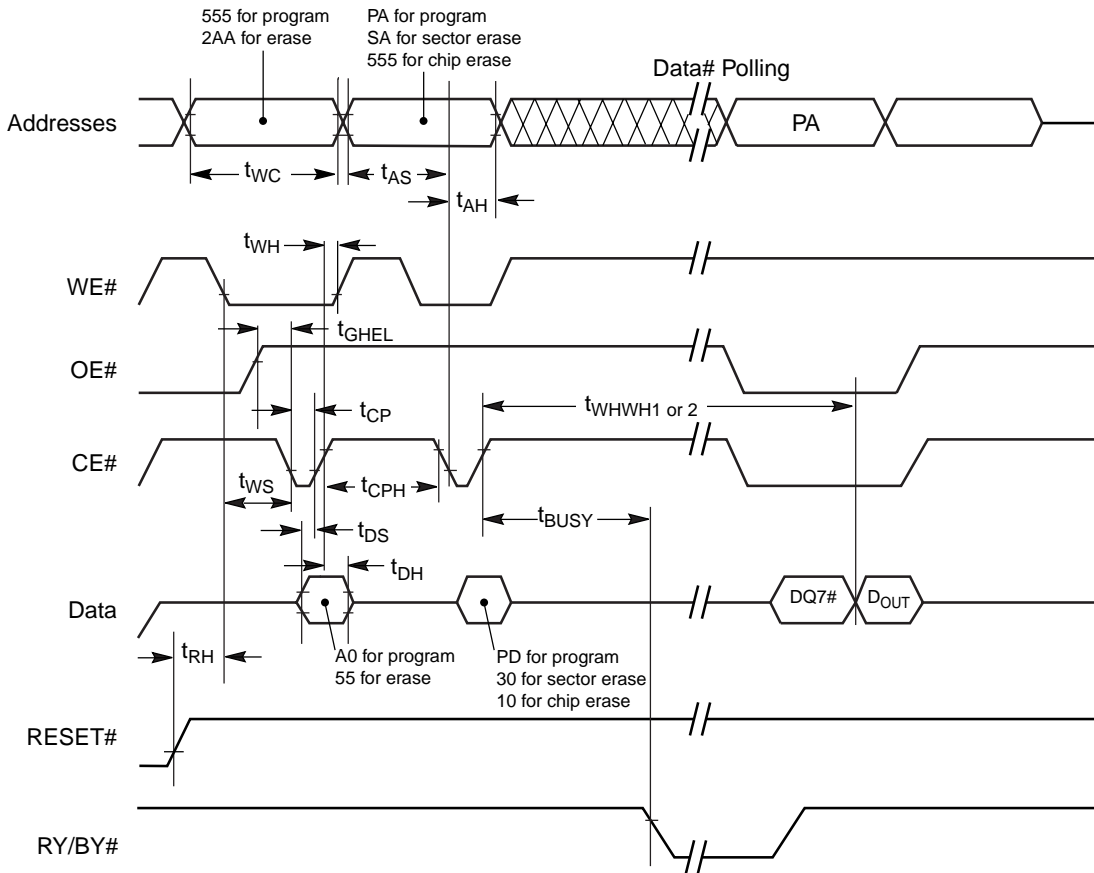 555 for program
2AA for erase
PA for program
SA for sector erase
555 for chip erase
Data# Polling
Addresses
PA
tWC
tAS
tAH
tWH
WE#
tGHEL
OE#
tWHWH1 or 2
tCP
CE#
tWS
tCPH
tBUSY
tDS
tDH
Data
DQ7#
DOUT
tRH
A0 for program
55 for erase
PD for program
30 for sector erase
10 for chip erase
RESET#
RY/BY#